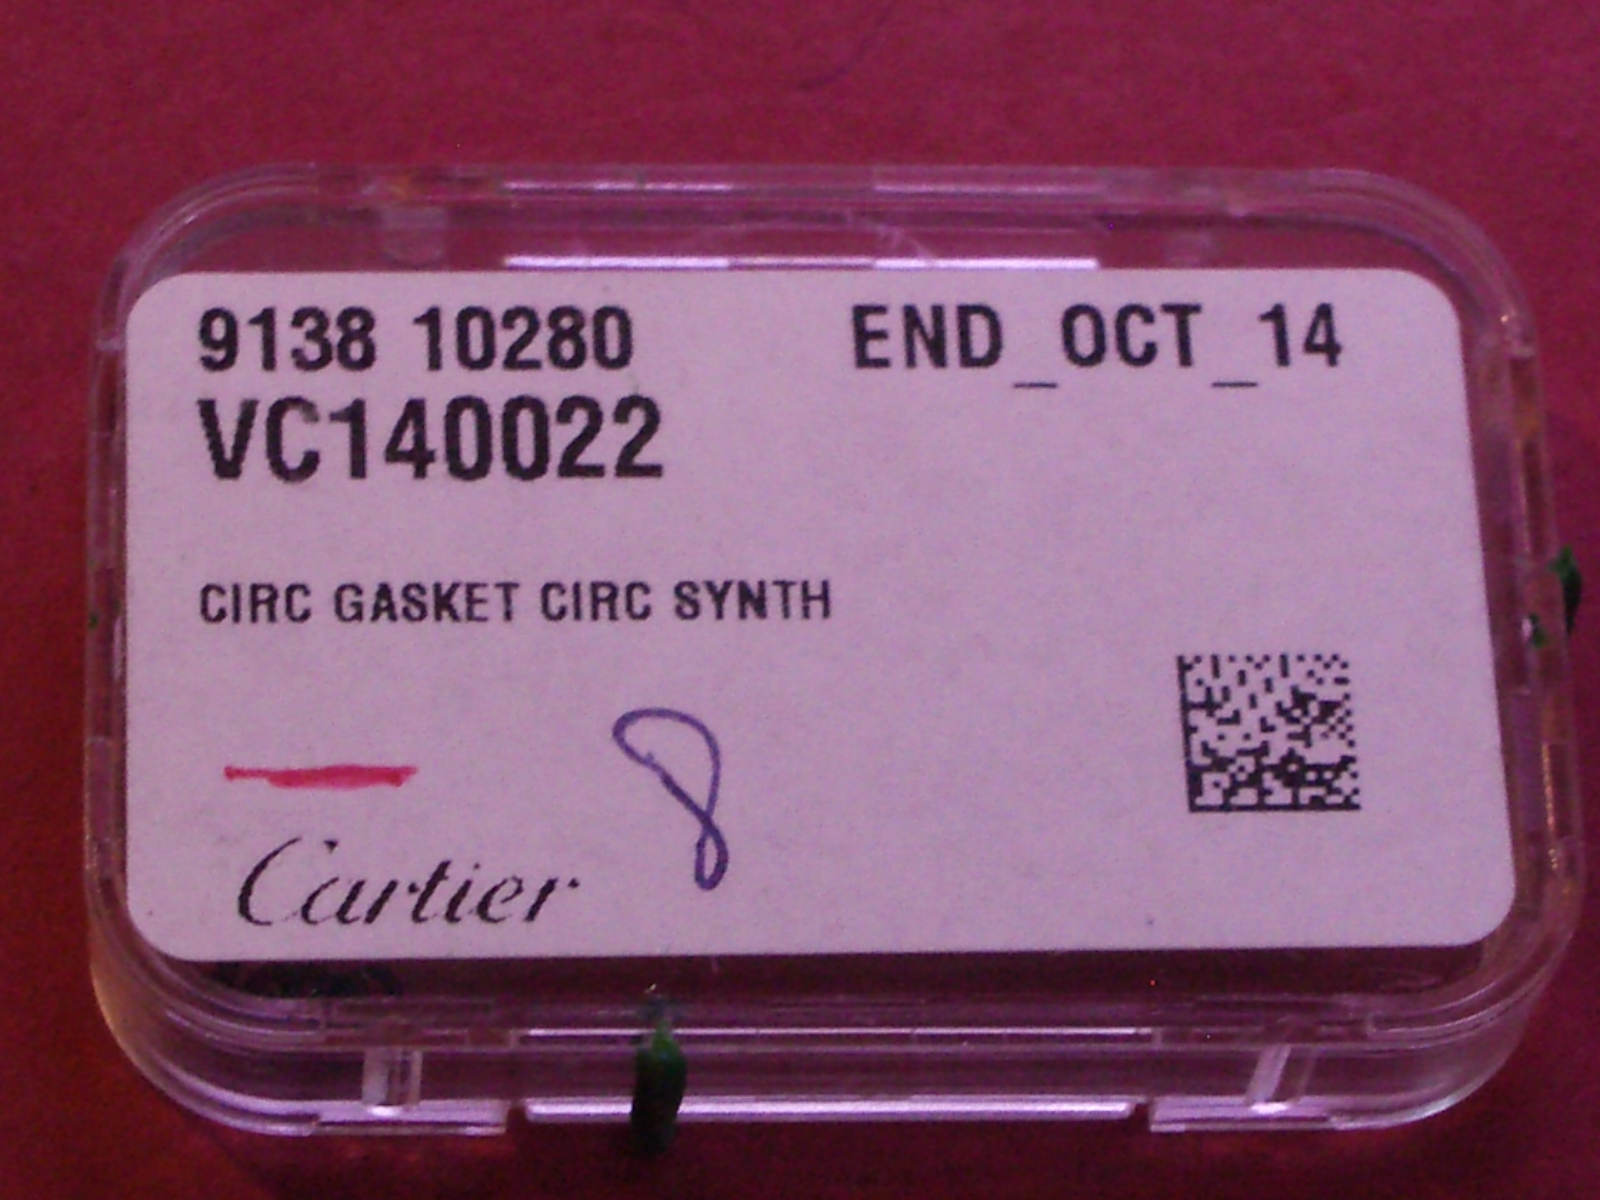 9138 10280 END_OCT_14
VC140022
CIRC GASKET CIRC SYNTH
8
Cartier